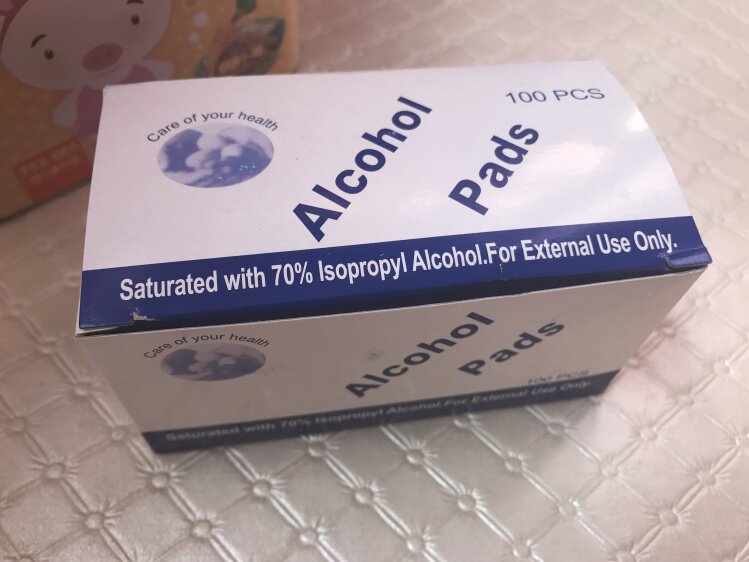 Care of your health
100 PCS
Alcohol
Pads
Saturated with 70% Isopropyl Alcohol.For External Use Only.
Care of your health
Alcohol
Pads
100 PCS
Saturated with 70% Isopropyl Alcohol.For External Use Only.